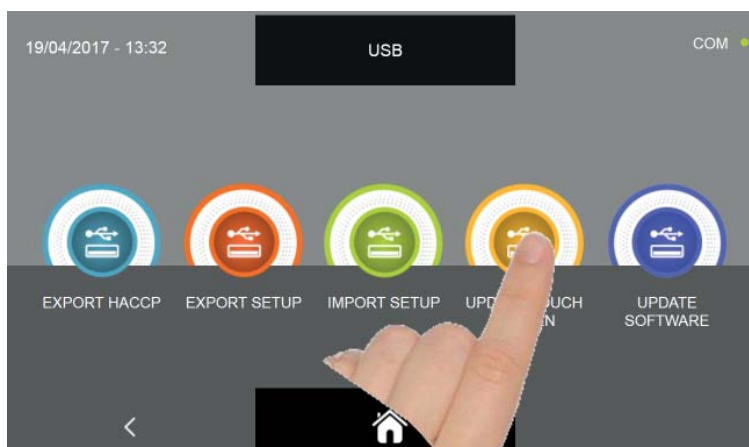 19/04/2017 - 13:32
USB
COM
EXPORT HACCP
EXPORT SETUP
IMPORT SETUP
UPDATE
SOFTWARE